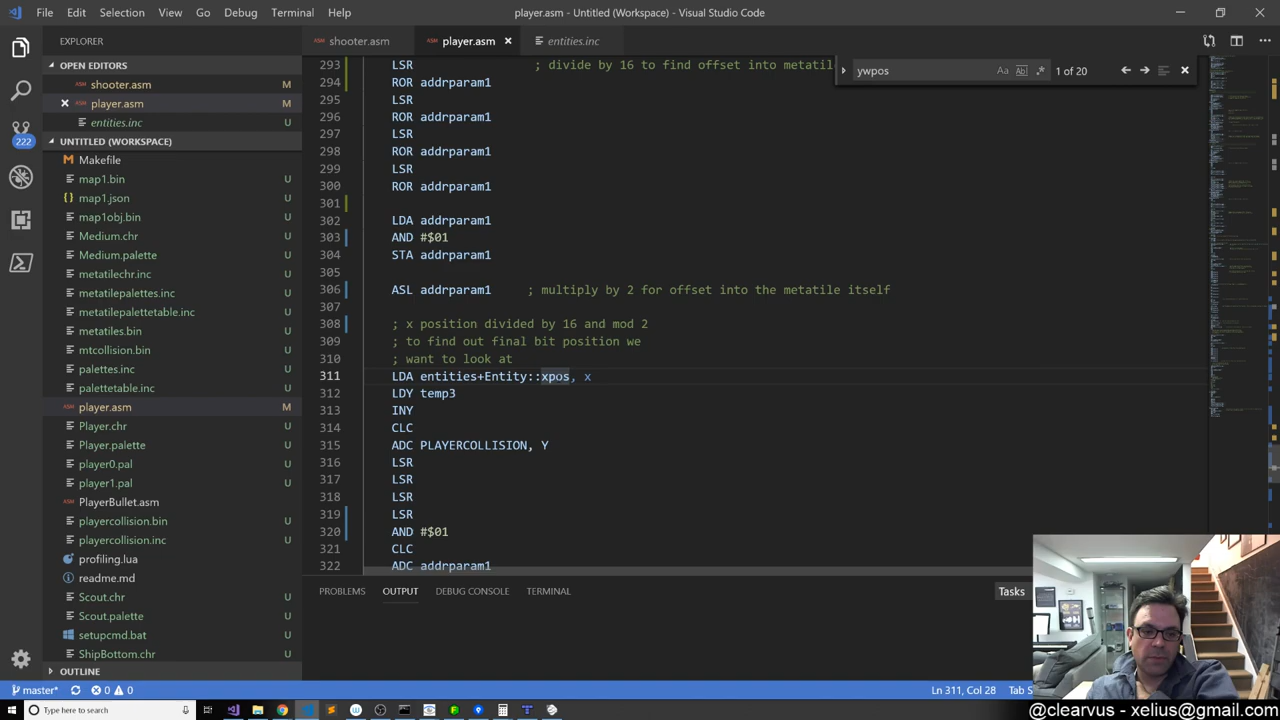 File Edit Selection View Go Debug Terminal Help
player.asm - Untitled (Workspace) - Visual Studio Code
EXPLORER
OPEN EDITORS
shooter.asm M
player.asm M
entities.inc U
UNTITLED (WORKSPACE)
222
Makefile
map1.bin U
map1.json U
map1obj.bin U
Medium.chr U
Medium.palette U
metatilechr.inc U
metatilepalettes.inc U
metatilepalettetable.inc U
metatiles.bin U
mtcollision.bin U
palettes.inc U
palettetable.inc U
player.asm M
Player.chr U
Player.palette U
player0.pal U
player1.pal U
PlayerBullet.asm
playercollision.bin U
playercollision.inc U
profiling.lua
readme.md
Scout.chr U
Scout.palette U
setupcmd.bat U
ShipBottom.chr U
OUTLINE
shooter.asm
player.asm
entities.inc
ywpos
Aa Abl .*
1 of 20
293 LSR ; divide by 16 to find offset into metatile
294 ROR addrparam1
295 LSR
296 ROR addrparam1
297 LSR
298 ROR addrparam1
299 LSR
300 ROR addrparam1
301
302 LDA addrparam1
303 AND #$01
304 STA addrparam1
305
306 ASL addrparam1 multiply by 2 for offset into the metatile itself
307
308 ; x position divided by 16 and mod 2
309 ; to find out position we
310 ; want to look at
311 LDA entities+Entity::xpos, x
312 LDY temp3
313 INY
314 CLC
315 ADC PLAYERCOLLISION, Y
316 LSR
317 LSR
318 LSR
319 LSR
320 AND #$01
321 CLC
322 ADC addrparam1
PROBLEMS OUTPUT DEBUG CONSOLE TERMINAL
Tasks
master* 0 0
Ln 311, Col 28 Tab S
Type here to search
@clearvus - xelius@gmail.com